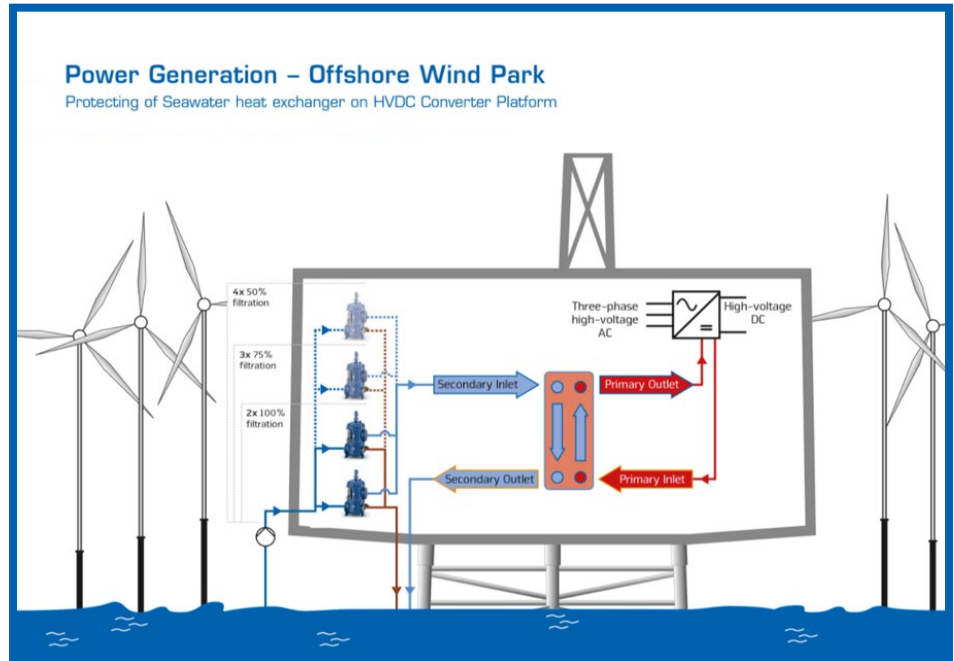 Power Generation – Offshore Wind Park
Protecting of Seawater heat exchanger on HVDC Converter Platform
4x 50%
filtration
3x 75%
filtration
2x 100%
filtration
Three-phase
high-voltage
AC
High-voltage
DC
Secondary Inlet
Primary Outlet
Secondary Outlet
Primary Inlet